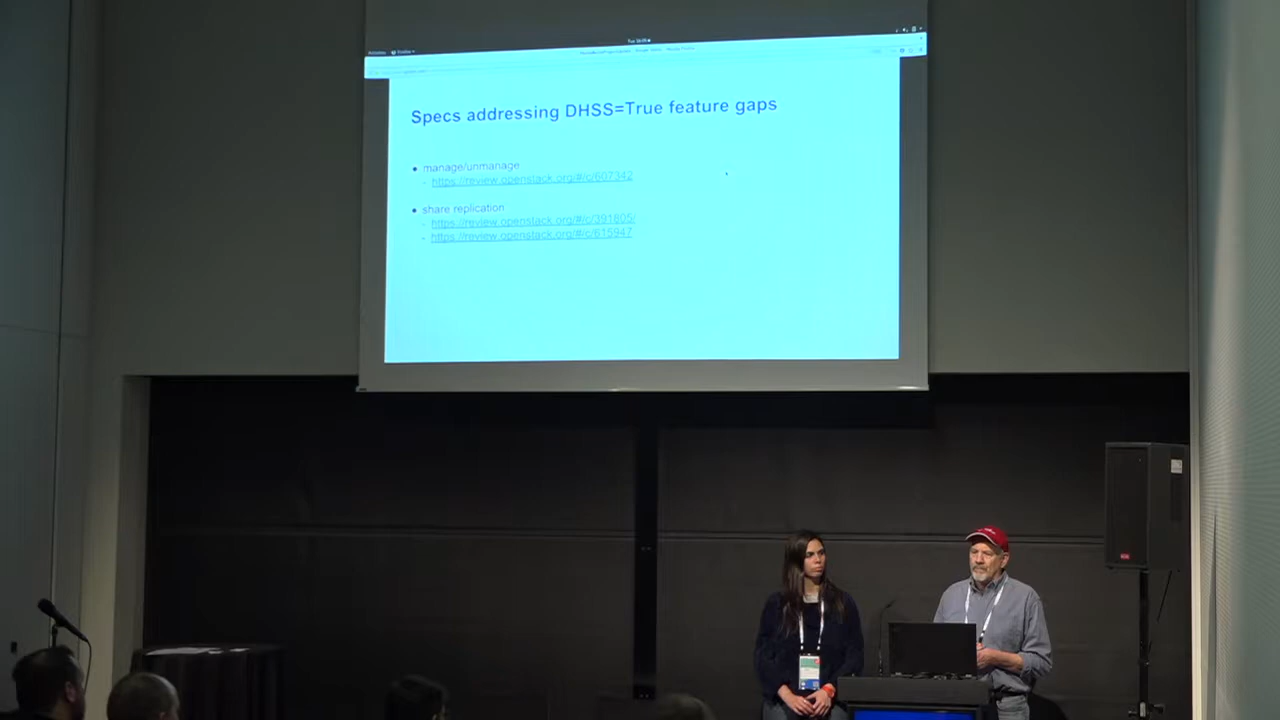 Specs addressing DHSS=True feature gaps
● manage/unmanage
- https://review.openstack.org/#/c/607342
● share replication
- https://review.openstack.org/#/c/391805/
- https://review.openstack.org/#/c/615947